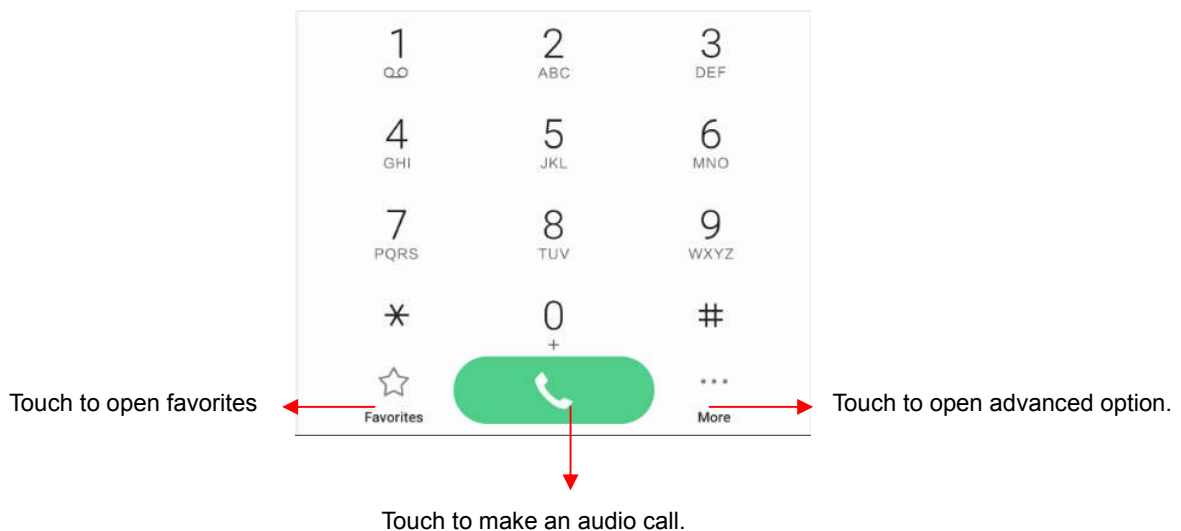 1 2 3
ABC DEF
4 5 6
GHI JKL MNO
7 8 9
PQRS TUV WXYZ
* 0 #
+
Touch to open favorites Favorites ... More Touch to open advanced option.
Touch to make an audio call.